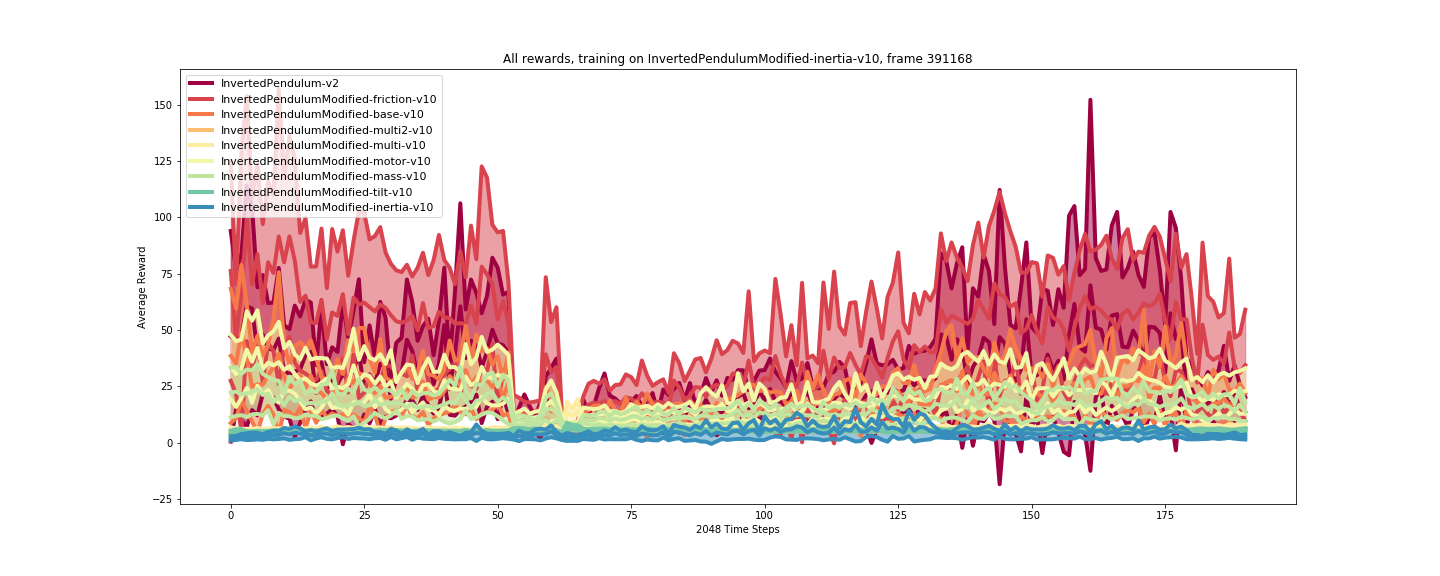 All rewards, training on InvertedPendulumModified-inertia-v10, frame 391168
InvertedPendulum-v2
InvertedPendulumModified-friction-v10
InvertedPendulumModified-base-v10
InvertedPendulumModified-multi2-v10
InvertedPendulumModified-multi-v10
InvertedPendulumModified-motor-v10
InvertedPendulumModified-mass-v10
InvertedPendulumModified-tilt-v10
InvertedPendulumModified-inertia-v10
Average Reward
150
125
100
75
50
25
0
−25
0 25 50 75 100 125 150 175
2048 Time Steps